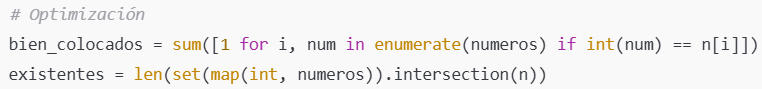 # Optimización
bien_colocados = sum([1 for i, num in enumerate(numeros) if int(num) == n[i]])
existentes = len(set(map(int, numeros)).intersection(n))